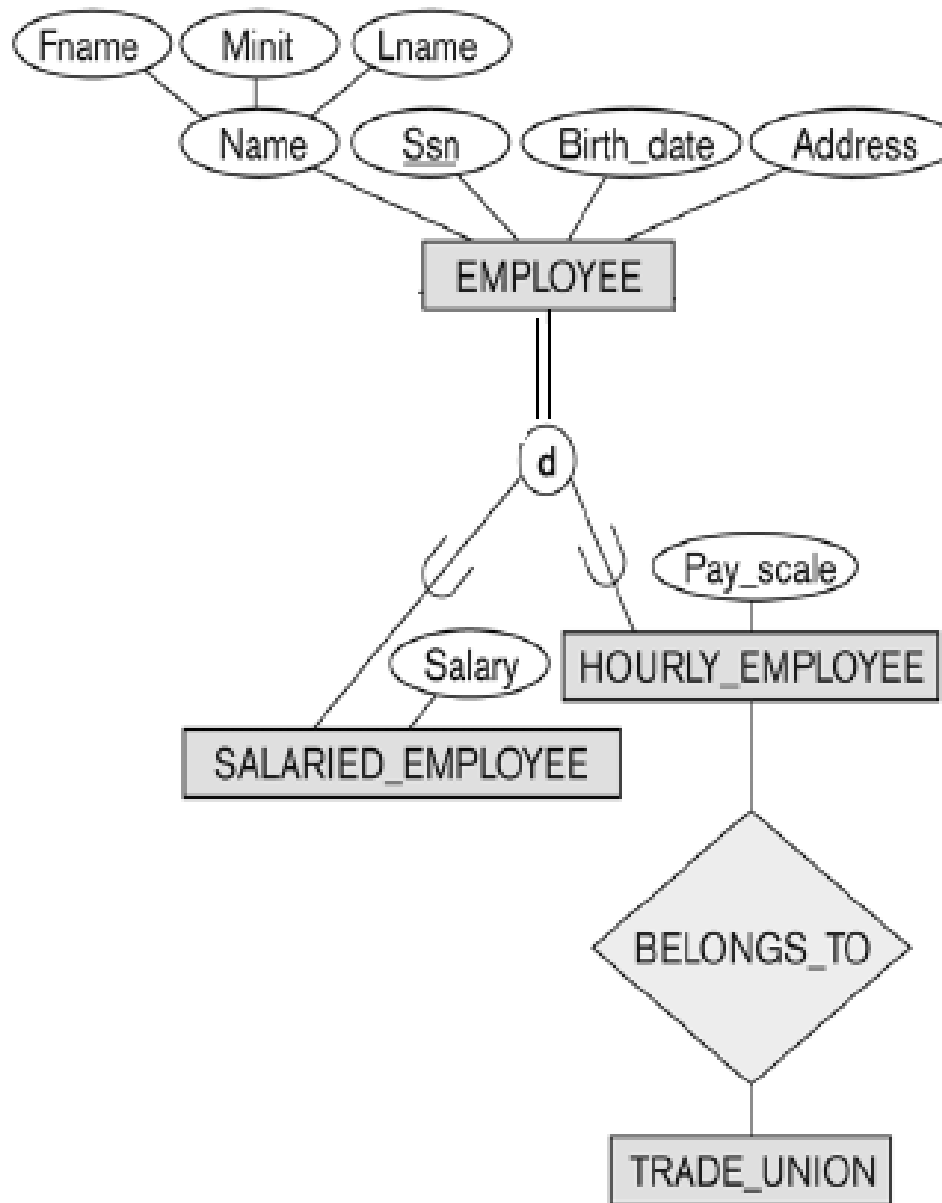 Fname Minit Lname
Name Ssn Birth_date Address
EMPLOYEE
d
Pay_scale
Salary HOURLY_EMPLOYEE
SALARIED_EMPLOYEE
BELONGS_TO
TRADE_UNION